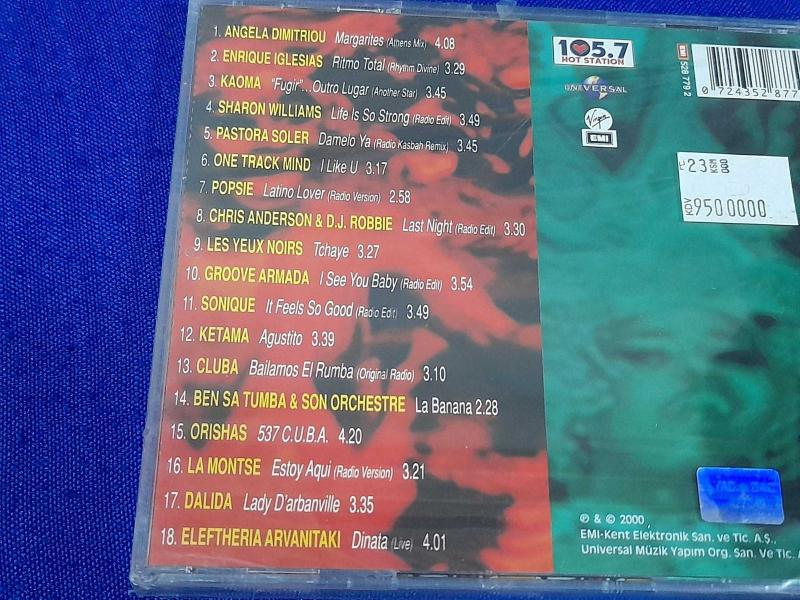 1. ANGELA DIMITRIOU Margarites (Athens Mix) 4.08
2. ENRIQUE IGLESIAS Ritmo Total (Rhythm Divine) 3.29
3. KAOMA "Fugir"...Outro Lugar (Another Star) 3.45
4. SHARON WILLIAMS Life Is So Strong (Radio Edit) 3.49
5. PASTORA SOLER Damelo Ya (Radio Kasbah Remix) 3.45
6. ONE TRACK MIND I Like U 3.17
7. POPSIE Latino Lover (Radio Version) 2.58
8. CHRIS ANDERSON & D.J. ROBBIE Last Night (Radio Edit) 3.30
9. LES YEUX NOIRS Tchaye 3.27
10. GROOVE ARMADA I See You Baby (Radio Edit) 3.54
11. SONIQUE It Feels So Good (Radio Edit) 3.49
12. KETAMA Agustito 3.39
13. CLUBA Bailamos El Rumba (Original Radio) 3.10
14. BEN SA TUMBA & SON ORCHESTRE La Banana 2.28
15. ORISHAS 537 C.U.B.A. 4.20
16. LA MONTSE Estoy Aqui (Radio Version) 3.21
17. DALIDA Lady D'arbanville 3.35
18. ELEFTHERIA ARVANITAKI Dinata (Live) 4.01
105.7
HOT STATION
UNIVERSAL
Virgin
EMI
EMI 528 779 2
0 724352 877
23
KDV 9500000
℗ & © 2000
EMI-Kent Elektronik San. ve Tic. A.Ş.,
Universal Müzik Yapım Org. San. Ve Tic.